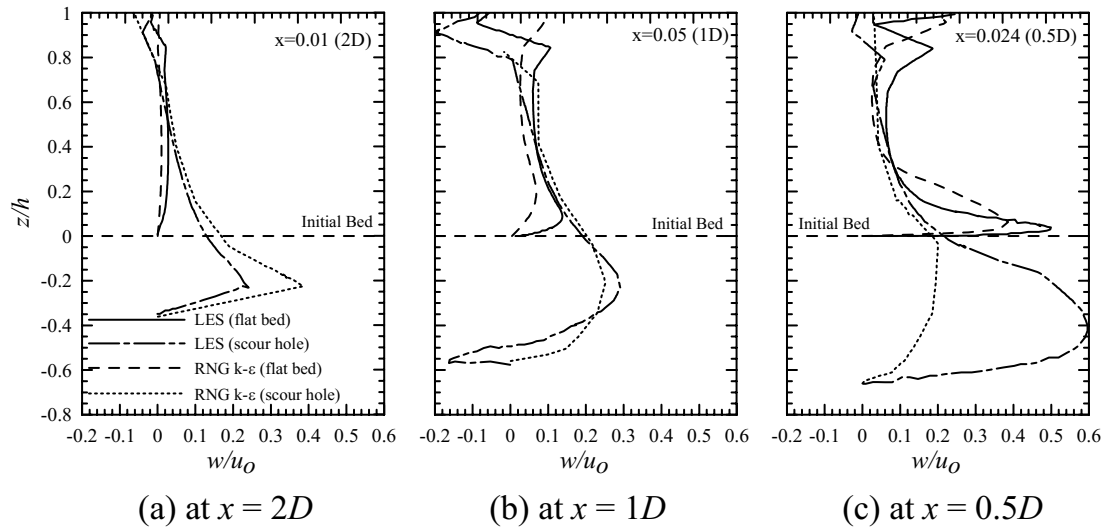 x=0.01 (2D)
x=0.05 (1D)
x=0.024 (0.5D)
1
0.8
0.6
0.4
0.2
0
-0.2
-0.4
-0.6
-0.8
z/h
Initial Bed
Initial Bed
Initial Bed
LES (flat bed)
LES (scour hole)
RNG k-ε (flat bed)
RNG k-ε (scour hole)
-0.2 -0.1 0 0.1 0.2 0.3 0.4 0.5 0.6
-0.2 -0.1 0 0.1 0.2 0.3 0.4 0.5 0.6
-0.2 -0.1 0 0.1 0.2 0.3 0.4 0.5 0.6
w/uo
w/uo
w/uo
(a) at x = 2D
(b) at x = 1D
(c) at x = 0.5D